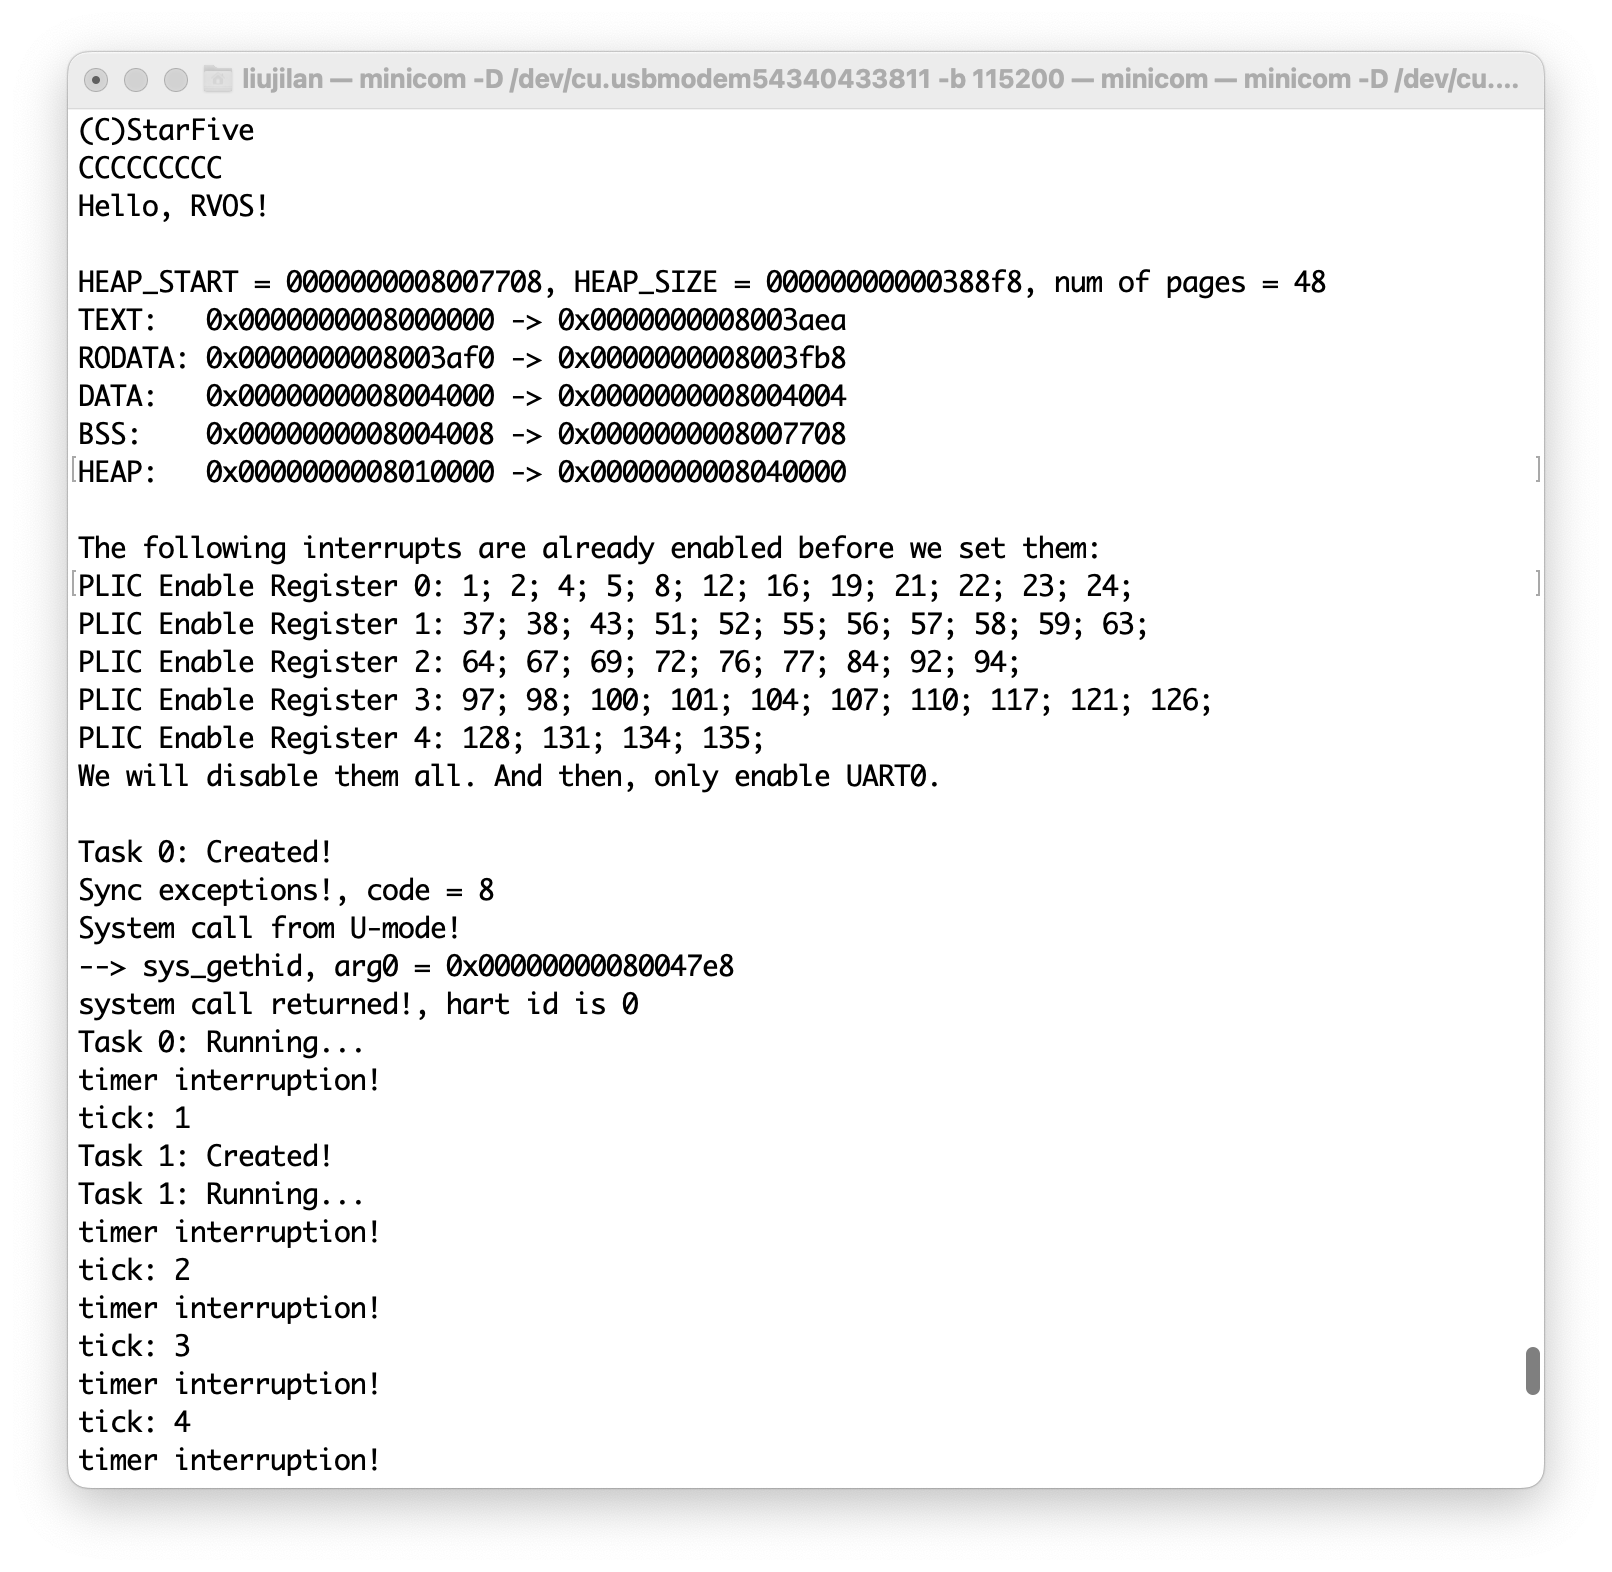 liujilan — minicom -D /dev/cu.usbmodem54340433811 -b 115200 — minicom — minicom -D /dev/cu....
(C)StarFive
CCCCCCCCC
Hello, RVOS!
HEAP_START = 0000000008007708, HEAP_SIZE = 00000000000388f8, num of pages = 48
TEXT:   0x0000000008000000 -> 0x0000000008003aea
RODATA: 0x0000000008003af0 -> 0x0000000008003fb8
DATA:   0x0000000008004000 -> 0x0000000008004004
BSS:    0x0000000008004008 -> 0x0000000008007708
HEAP:   0x0000000008010000 -> 0x0000000008040000
The following interrupts are already enabled before we set them:
PLIC Enable Register 0: 1; 2; 4; 5; 8; 12; 16; 19; 21; 22; 23; 24;
PLIC Enable Register 1: 37; 38; 43; 51; 52; 55; 56; 57; 58; 59; 63;
PLIC Enable Register 2: 64; 67; 69; 72; 76; 77; 84; 92; 94;
PLIC Enable Register 3: 97; 98; 100; 101; 104; 107; 110; 117; 121; 126;
PLIC Enable Register 4: 128; 131; 134; 135;
We will disable them all. And then, only enable UART0.
Task 0: Created!
Sync exceptions!, code = 8
System call from U-mode!
--> sys_gethid, arg0 = 0x00000000080047e8
system call returned!, hart id is 0
Task 0: Running...
timer interruption!
tick: 1
Task 1: Created!
Task 1: Running...
timer interruption!
tick: 2
timer interruption!
tick: 3
timer interruption!
tick: 4
timer interruption!